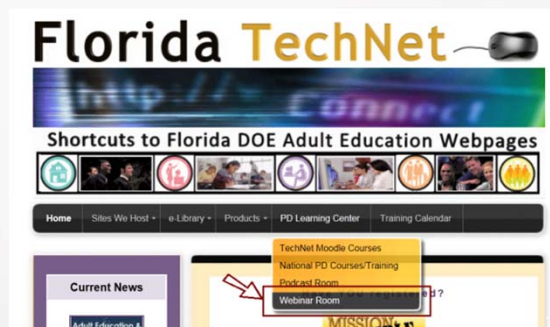 Florida TechNet
http:// Connect
Shortcuts to Florida DOE Adult Education Webpages
Home Sites We Host e-Library Products PD Learning Center Training Calendar
TechNet Moodle Courses
National PD Courses/Training
Podcast Room
Webinar Room
Current News
registered?
Adult Education &
MISSION